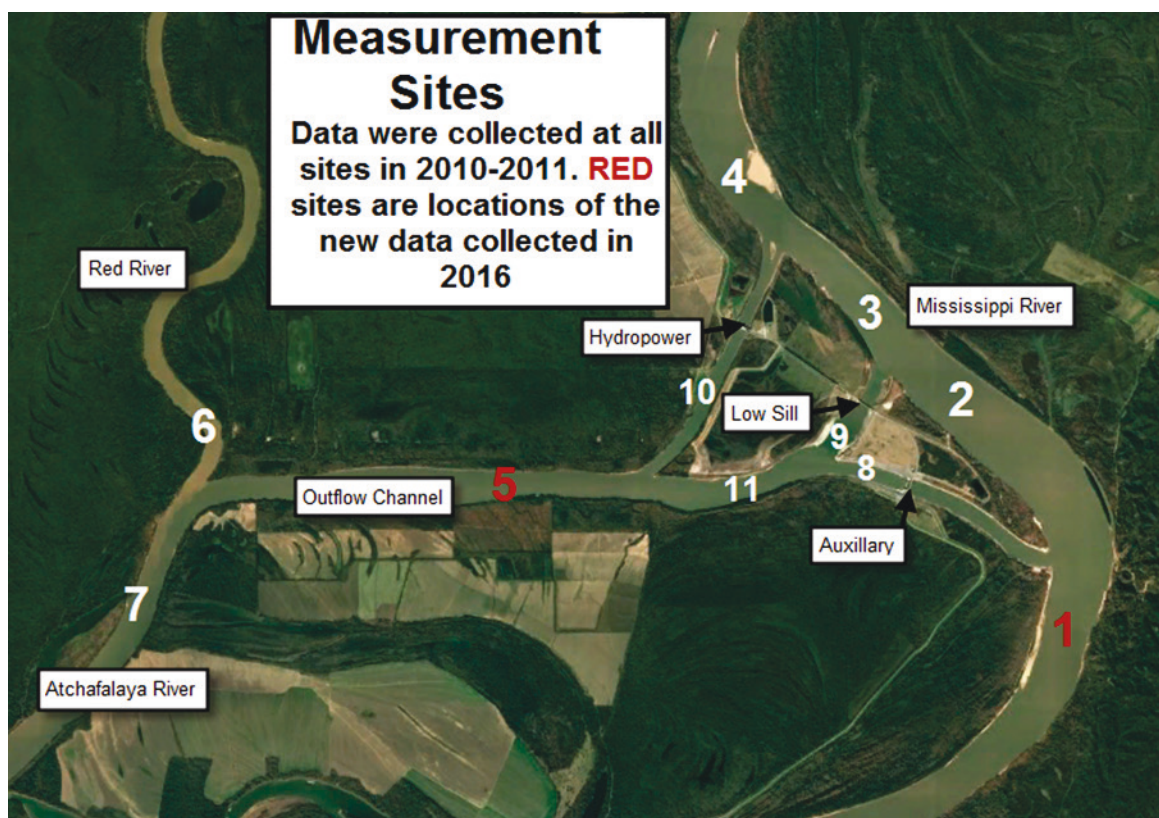 Measurement
Sites
Data were collected at all
sites in 2010-2011. RED
sites are locations of the
new data collected in
2016
4
Red River
3
Mississippi River
Hydropower
10
2
Low Sill
6
9
8
5
11
Outflow Channel
Auxillary
7
1
Atchafalaya River